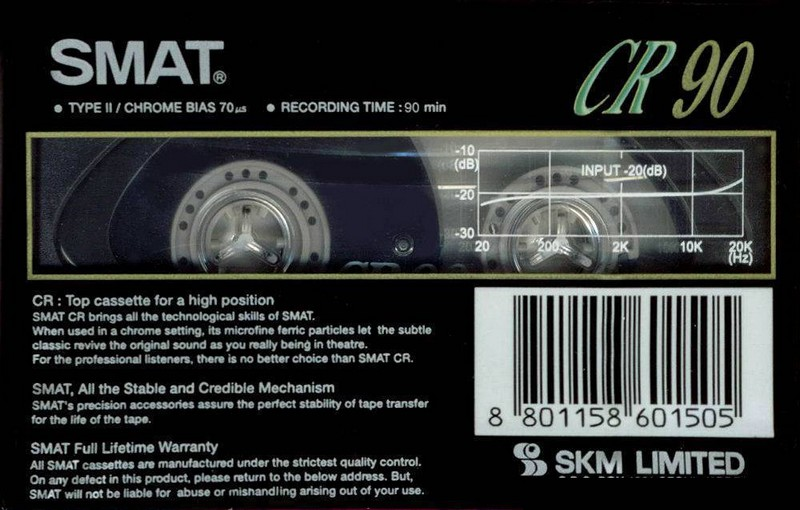 SMAT®
CR 90
• TYPE II / CHROME BIAS 70 µs • RECORDING TIME : 90 min
-10
(dB)
INPUT -20(dB)
-20
-30
20 200 2K 10K 20K
(Hz)
CR : Top cassette for a high position
SMAT CR brings all the technological skills of SMAT.
When used in a chrome setting, its microfine ferric particles let the subtle
classic revive the original sound as you really being in theatre.
For the professional listeners, there is no better choice than SMAT CR.
SMAT, All the Stable and Credible Mechanism
SMAT's precision accessories assure the perfect stability of tape transfer
for the life of the tape.
SMAT Full Lifetime Warranty
All SMAT cassettes are manufactured under the strictest quality control.
On any defect in this product, please return to the below address. But,
SMAT will not be liable for abuse or mishandling arising out of your use.
8 801158 601505
SKM LIMITED